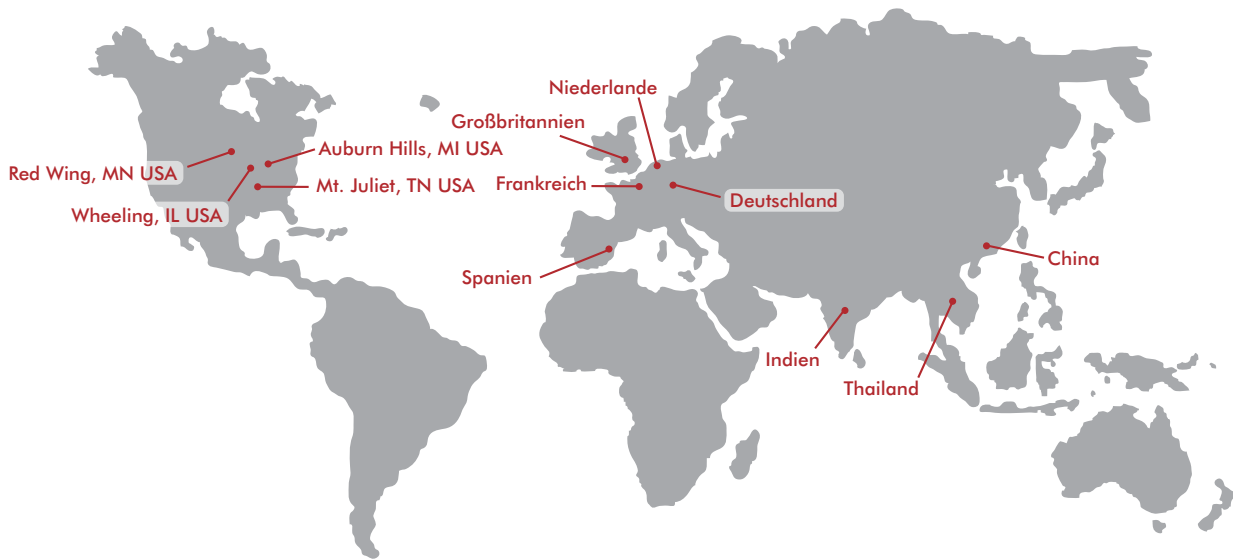 Niederlande
Großbritannien
Auburn Hills, MI USA
Red Wing, MN USA
Mt. Juliet, TN USA
Frankreich
Deutschland
Wheeling, IL USA
China
Spanien
Indien
Thailand